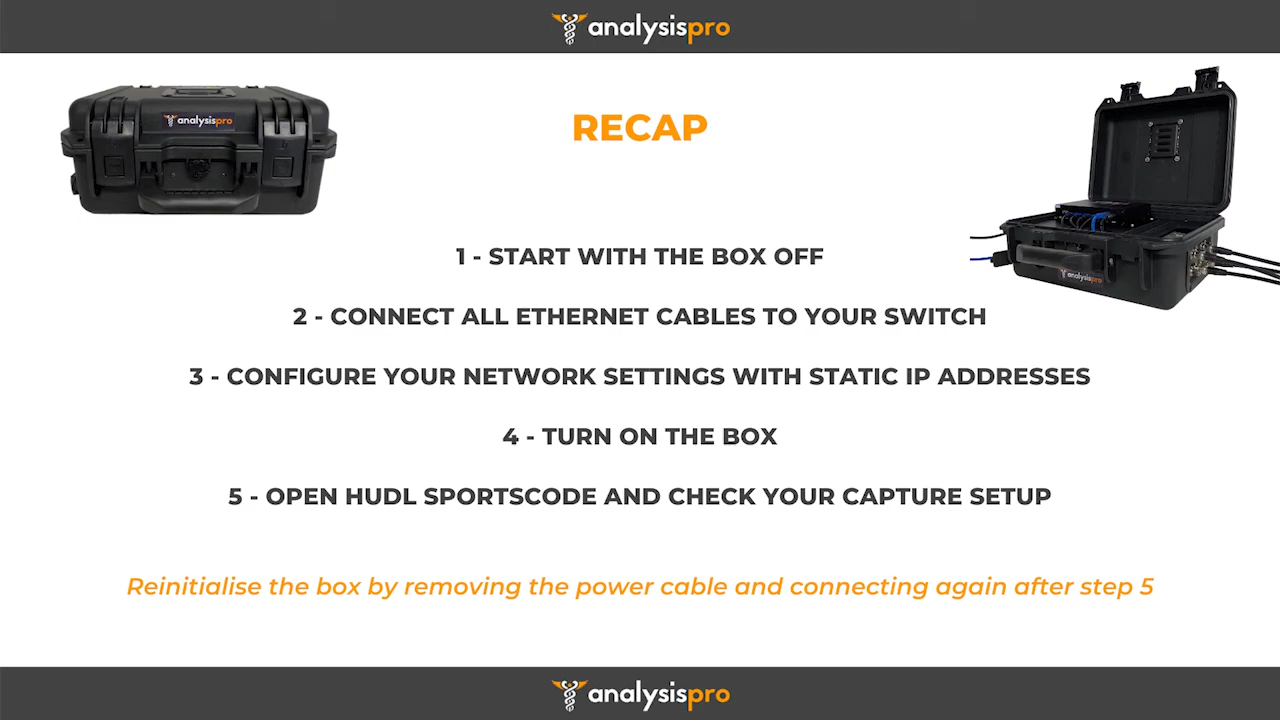 analysispro
analysispro
RECAP
1 - START WITH THE BOX OFF
analysispro
2 - CONNECT ALL ETHERNET CABLES TO YOUR SWITCH
3 - CONFIGURE YOUR NETWORK SETTINGS WITH STATIC IP ADDRESSES
4 - TURN ON THE BOX
5 - OPEN HUDL SPORTSCODE AND CHECK YOUR CAPTURE SETUP
Reinitialise the box by removing the power cable and connecting again after step 5
analysispro